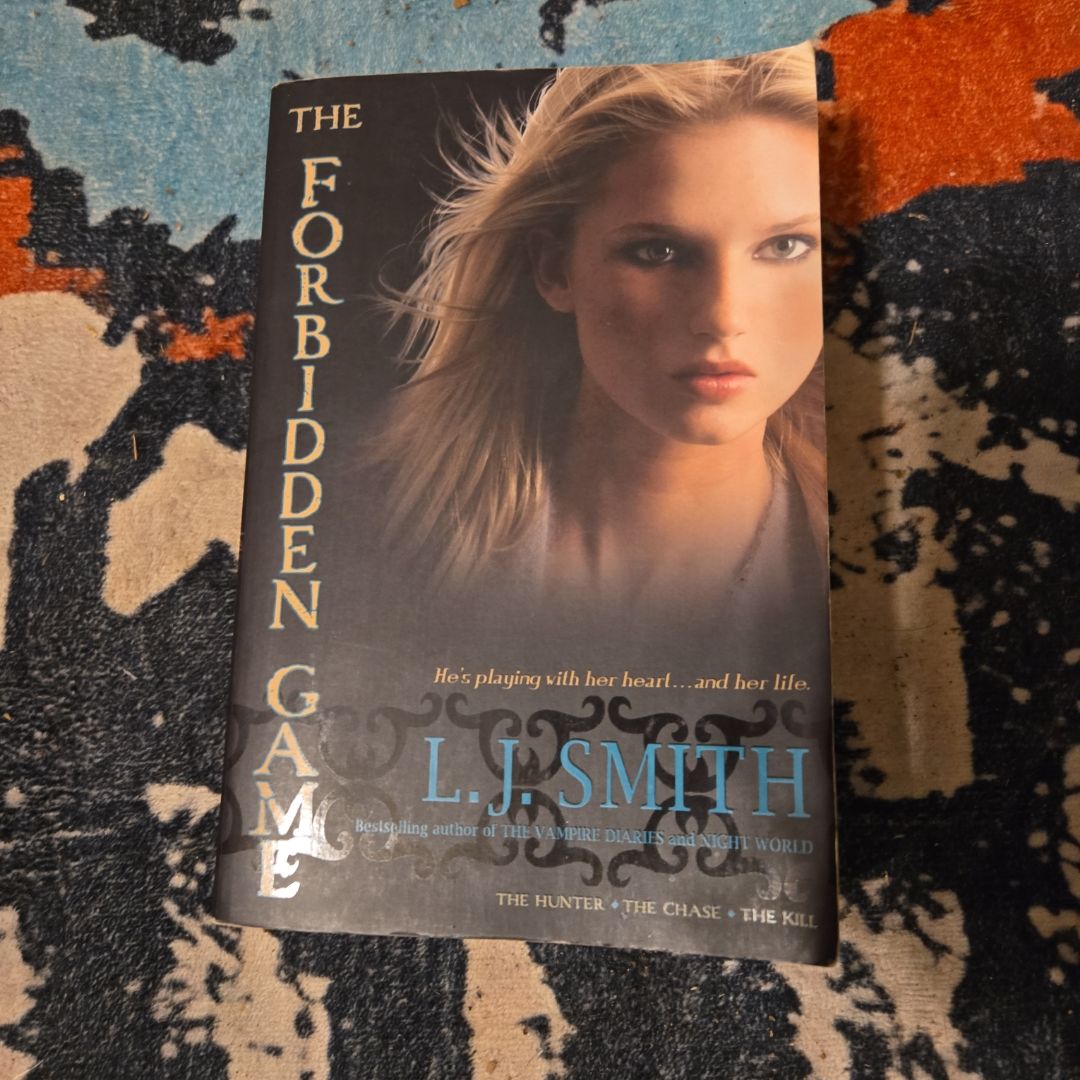 THE
FORBIDDEN
GAME
He's playing with her heart...and her life.
L.J. SMITH
Bestselling author of THE VAMPIRE DIARIES and NIGHT WORLD
THE HUNTER • THE CHASE • THE KILL